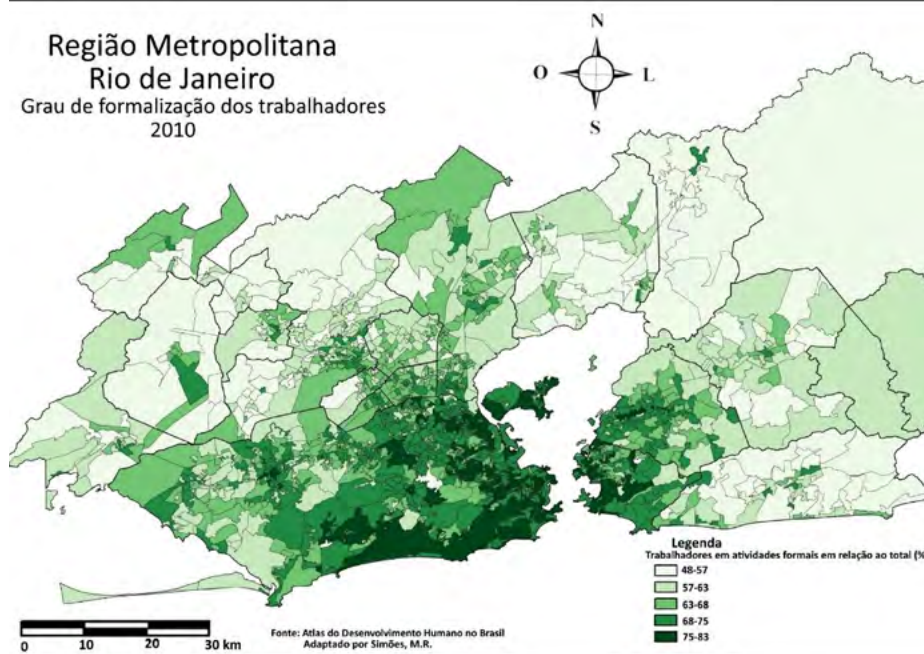 Região Metropolitana
Rio de Janeiro
Grau de formalização dos trabalhadores
2010
N
O
L
S
Legenda
Trabalhadores em atividades formais em relação ao total (%
48-57
57-63
63-68
68-75
75-83
0 10 20 30 km
Fonte: Atlas do Desenvolvimento Humano no Brasil
Adaptado por Simões, M.R.